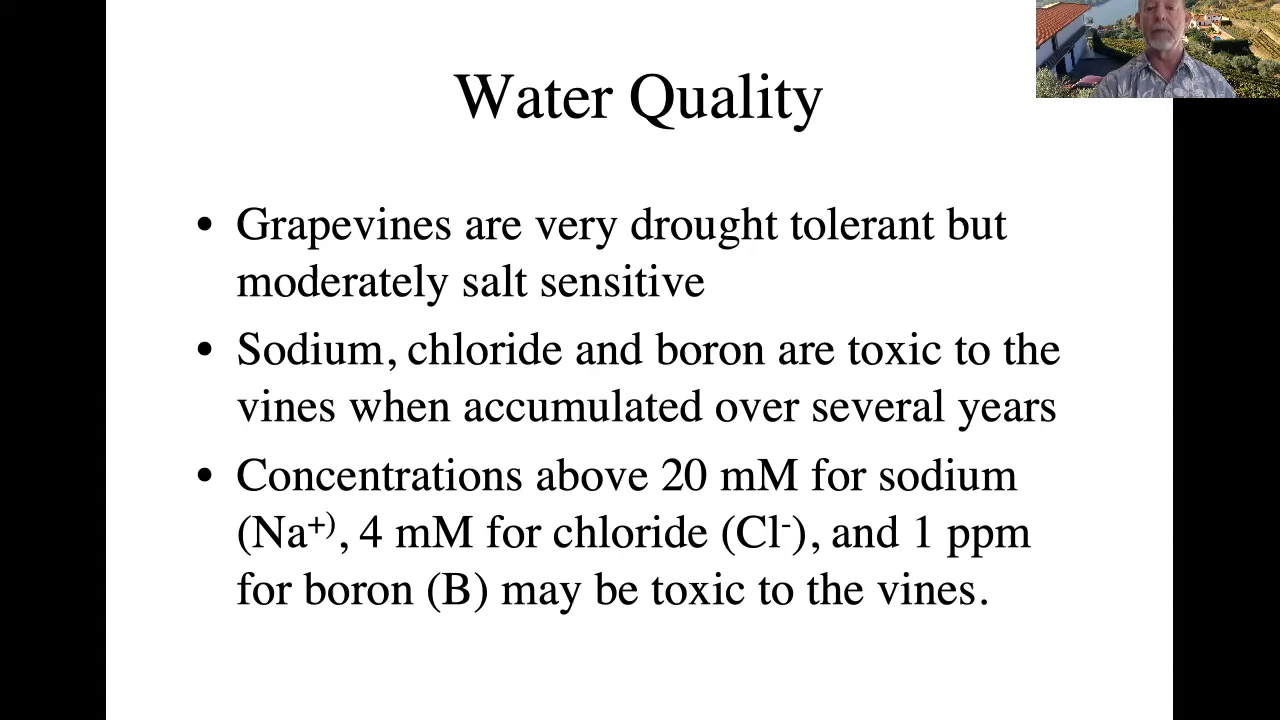 Water Quality
• Grapevines are very drought tolerant but
moderately salt sensitive
• Sodium, chloride and boron are toxic to the
vines when accumulated over several years
• Concentrations above 20 mM for sodium
(Na⁺⁾, 4 mM for chloride (Cl⁻), and 1 ppm
for boron (B) may be toxic to the vines.